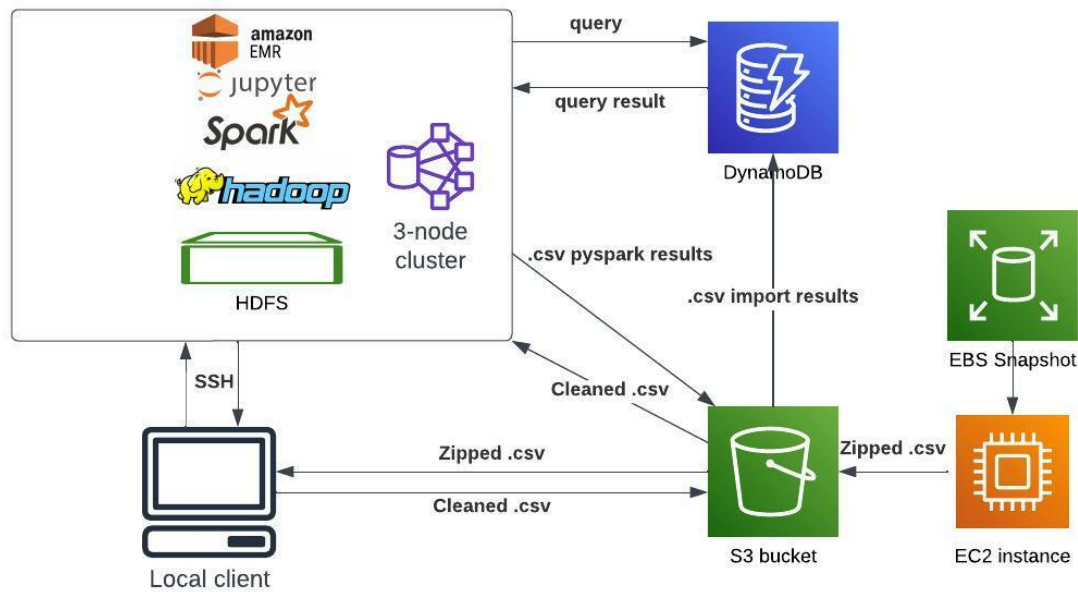 amazon
EMR
jupyter
Spark
hadoop
HDFS
3-node
cluster
query
query result
DynamoDB
.csv pyspark results
.csv import results
EBS Snapshot
SSH
Cleaned .csv
Zipped .csv
Cleaned .csv
Zipped .csv
Local client
S3 bucket
EC2 instance